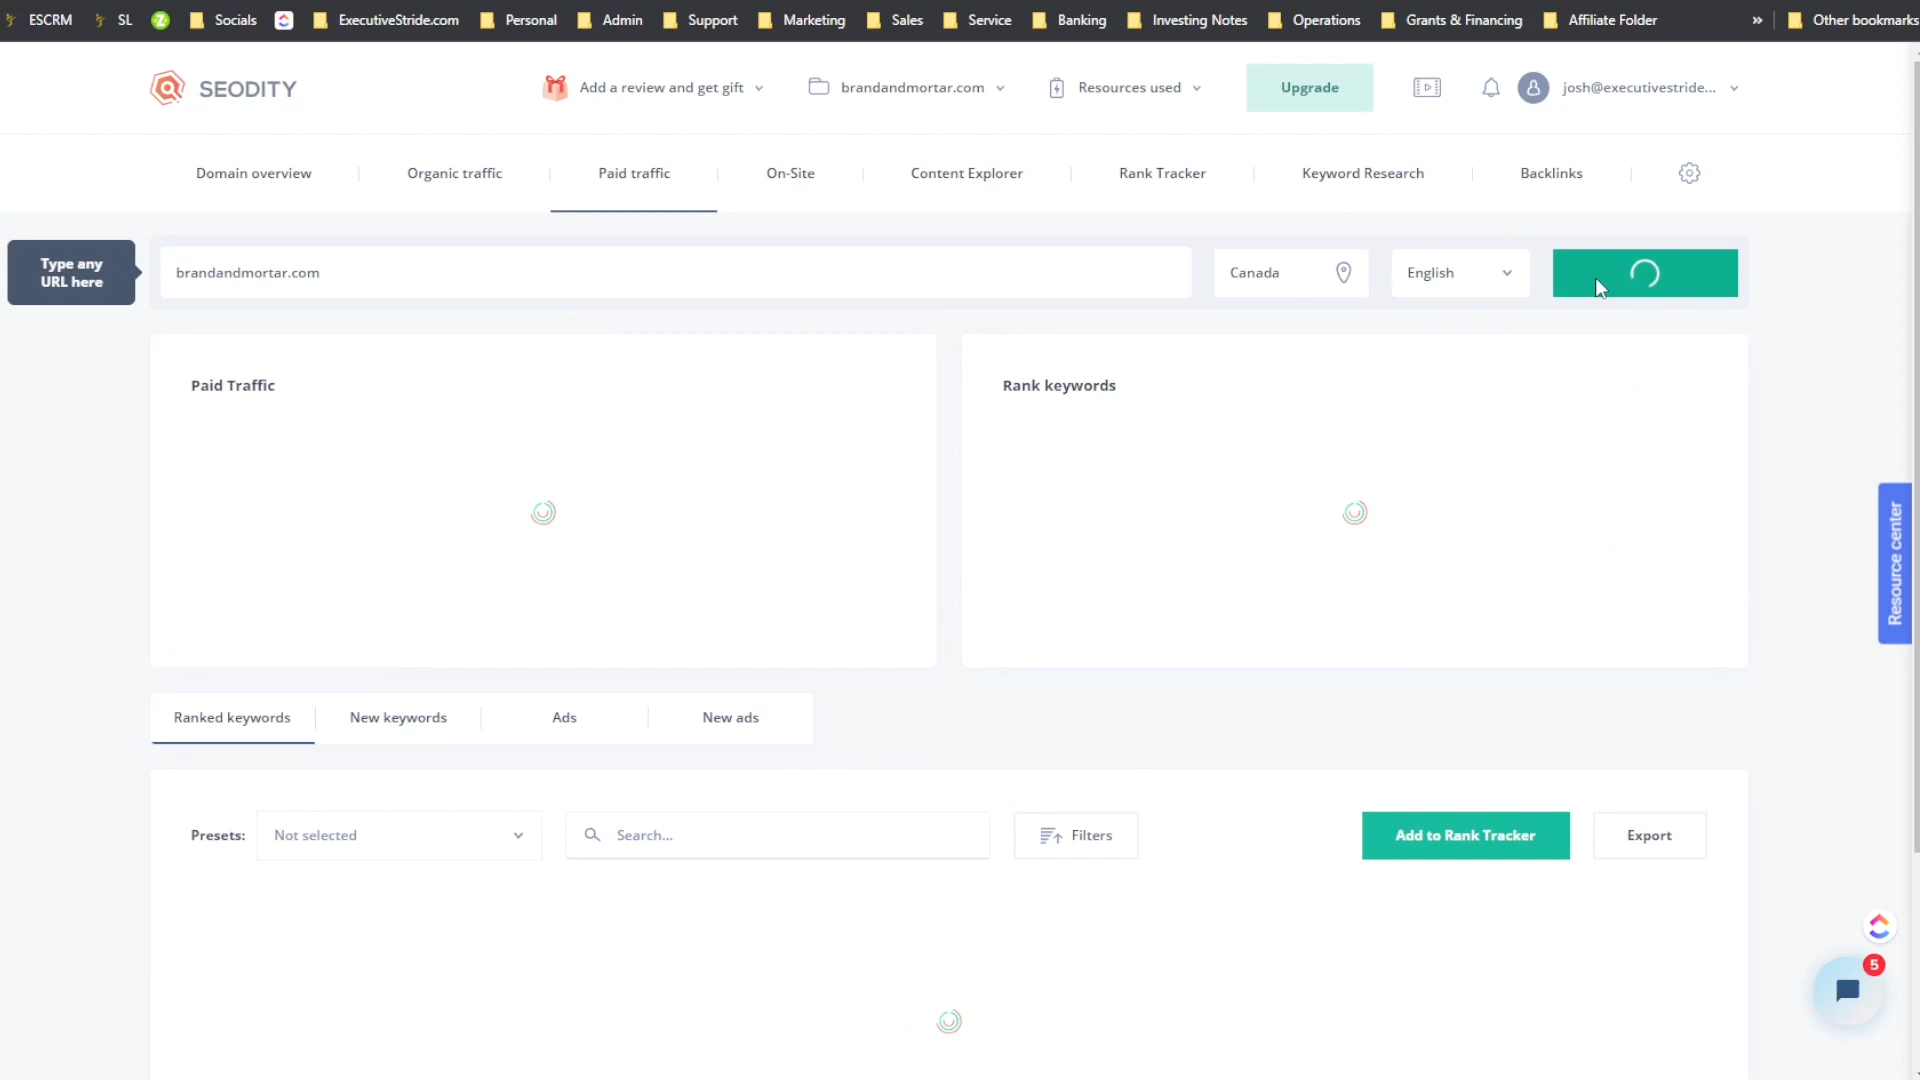 ESCRM SL Socials ExecutiveStride.com Personal Admin Support Marketing Sales Service Banking Investing Notes Operations Grants & Financing Affiliate Folder » Other bookmarks
SEODITY Add a review and get gift brandandmortar.com Resources used Upgrade josh@executivestride...
Domain overview Organic traffic Paid traffic On-Site Content Explorer Rank Tracker Keyword Research Backlinks
Type any
URL here
brandandmortar.com Canada English
Paid Traffic Rank keywords
Resource center
Ranked keywords New keywords Ads New ads
Presets: Not selected Search... Filters Add to Rank Tracker Export
5